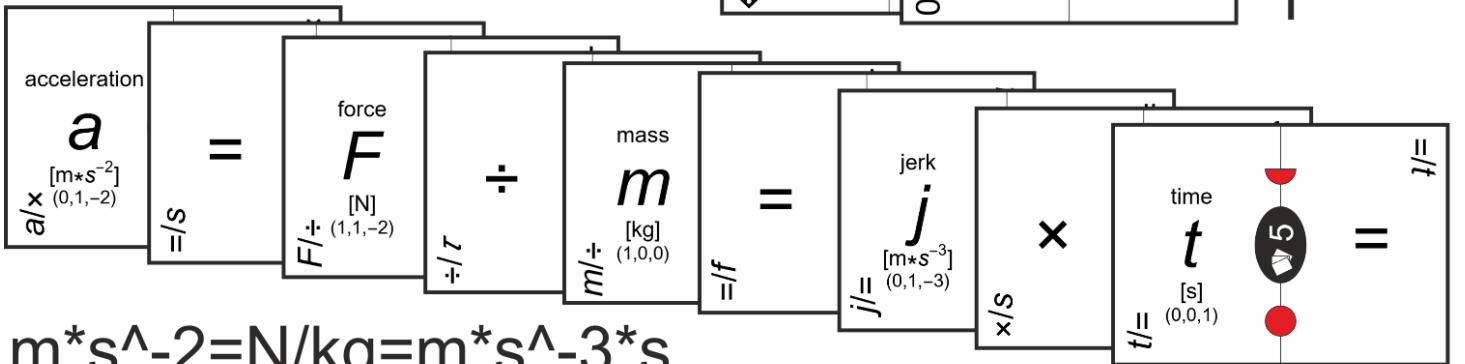 acceleration
a
[m*s⁻²]
(0,1,−2)
a/×
=
=/s
force
F
[N]
(1,1,−2)
F/÷
÷
÷/τ
mass
m
[kg]
(1,0,0)
m/÷
=
=/f
jerk
j
[m*s⁻³]
(0,1,−3)
j/=
×
×/s
time
t
[s]
(0,0,1)
t/=
5
=
t/=
m*s^-2=N/kg=m*s^-3*s